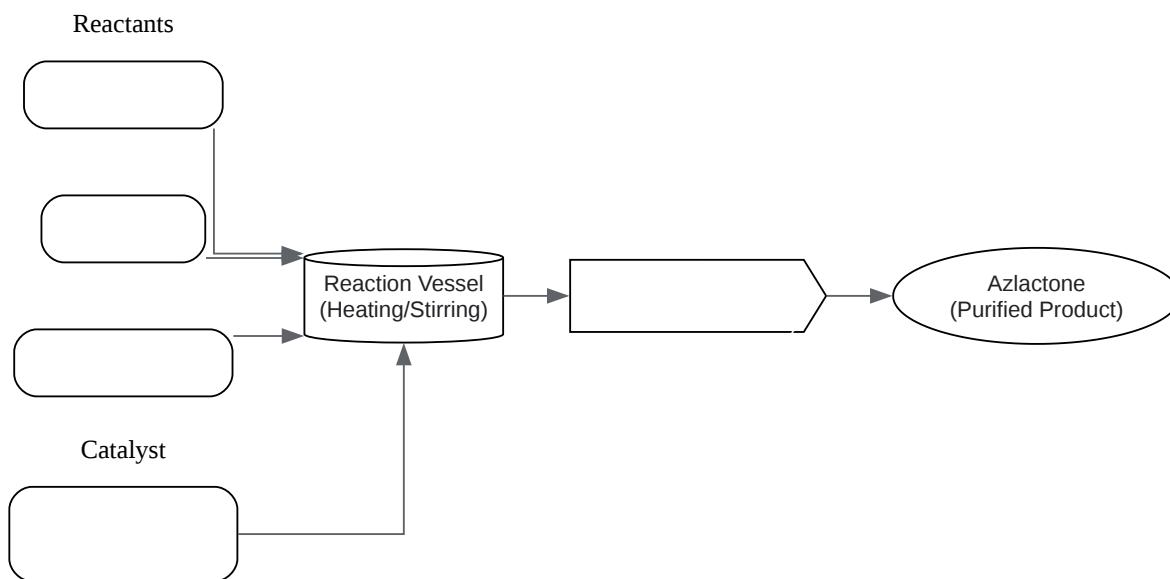 Reactants
Reaction Vessel
(Heating/Stirring)
Azlactone
(Purified Product)
Catalyst